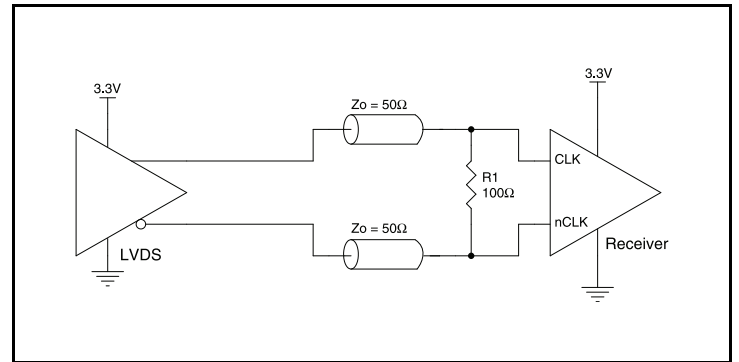 3.3V
3.3V
Zo = 50Ω
CLK
R1
100Ω
Zo = 50Ω
nCLK
Receiver
LVDS